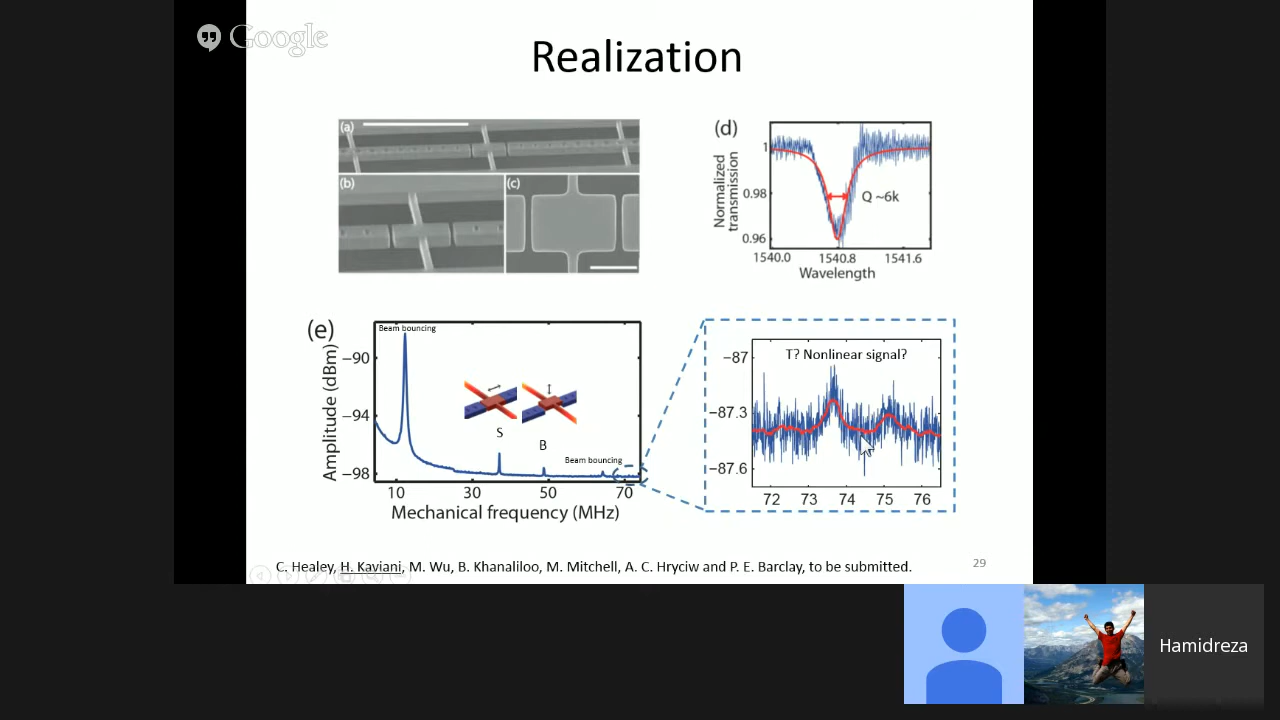 Google
Realization
(a)
(b)
(c)
(d)
Normalized
transmission
1
0.98
0.96
Q ~6k
1540.0 1540.8 1541.6
Wavelength
(e)
Beam bouncing
Amplitude (dBm)
−90
−94
−98
S
B
Beam bouncing
10 30 50 70
Mechanical frequency (MHz)
T? Nonlinear signal?
−87
−87.3
−87.6
72 73 74 75 76
C. Healey, H. Kaviani, M. Wu, B. Khanaliloo, M. Mitchell, A. C. Hryciw and P. E. Barclay, to be submitted.
29
Hamidreza